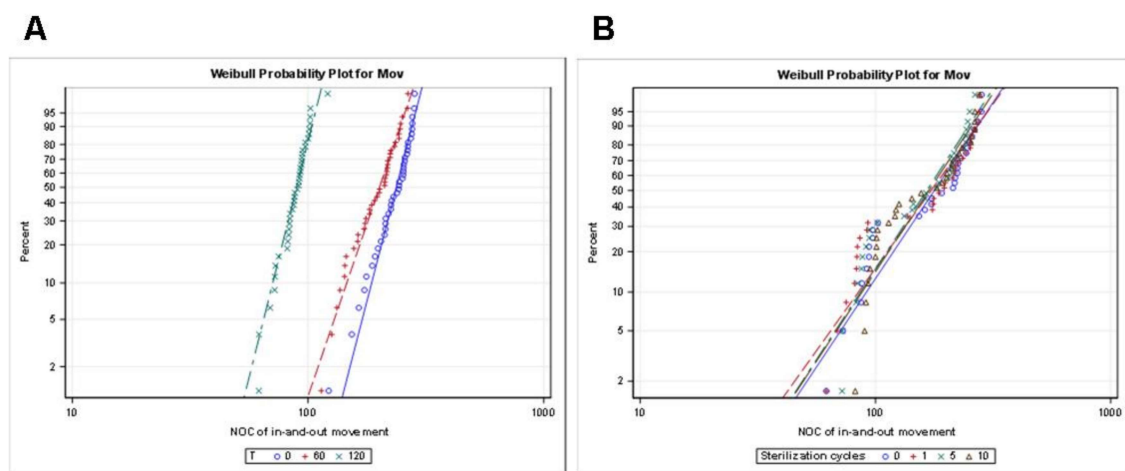 A
B
Weibull Probability Plot for Mov
95
90
80
70
60
50
40
30
20
10
5
2
Percent
10 100 1000
NOC of in-and-out movement
T 0 60 120
Weibull Probability Plot for Mov
95
90
80
70
60
50
40
30
20
10
5
2
Percent
10 100 1000
NOC of in-and-out movement
Sterilization cycles 0 1 5 10